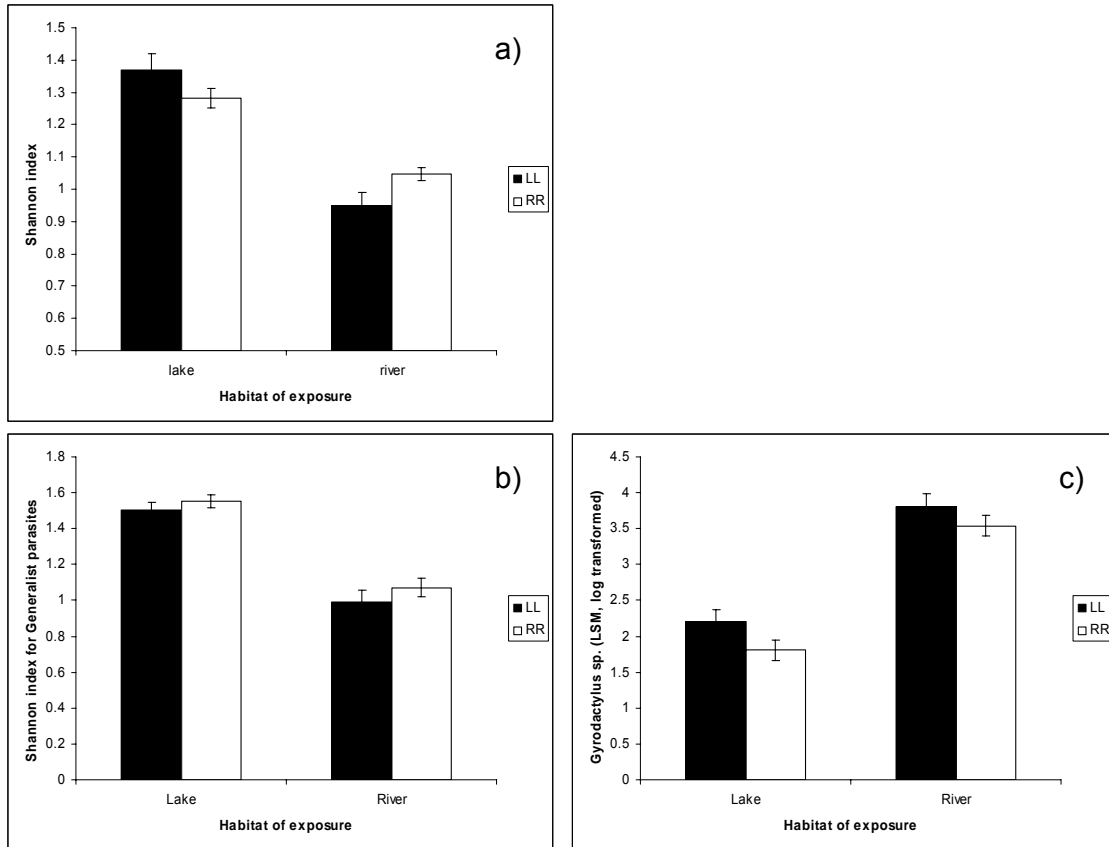 a)
Shannon index
1.5
1.4
1.3
1.2
1.1
1
0.9
0.8
0.7
0.6
0.5
lake river
Habitat of exposure
LL
RR
b)
Shannon index for Generalist parasites
1.8
1.6
1.4
1.2
1
0.8
0.6
0.4
0.2
0
Lake River
Habitat of exposure
LL
RR
c)
Gyrodactylus sp. (LSM, log transformed)
4.5
4
3.5
3
2.5
2
1.5
1
0.5
0
Lake River
Habitat of exposure
LL
RR